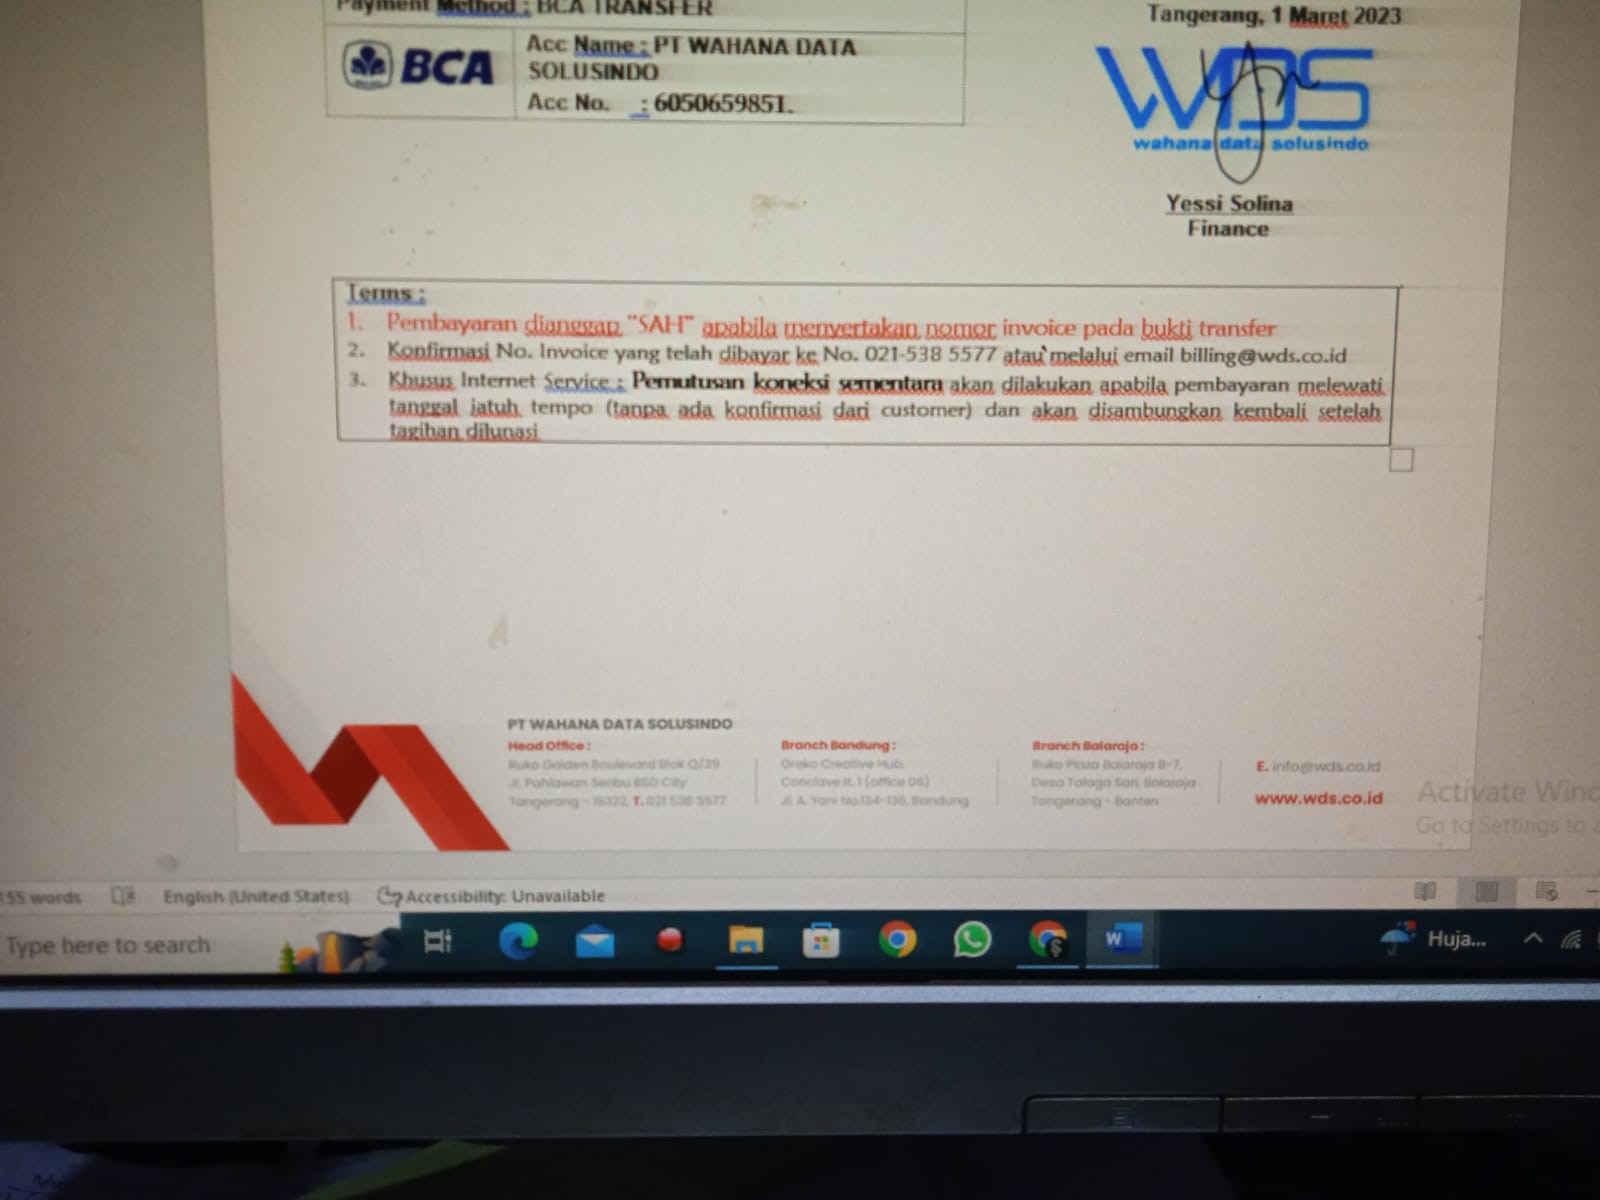 Payment Method : BCA TRANSFER
BCA
Acc Name : PT WAHANA DATA
SOLUSINDO
Acc No. : 6050659851.
Tangerang, 1 Maret 2023
WDS
wahana data solusindo
Yessi Solina
Finance
Terms :
1. Pembayaran dianggap "SAH" apabila menyertakan nomor invoice pada bukti transfer
2. Konfirmasi No. Invoice yang telah dibayar ke No. 021-538 5577 atau`melalui email billing@wds.co.id
3. Khusus Internet Service : Pemutusan koneksi sementara akan dilakukan apabila pembayaran melewati
tanggal jatuh tempo (tanpa ada konfirmasi dari customer) dan akan disambungkan kembali setelah
tagihan dilunasi
PT WAHANA DATA SOLUSINDO
Head Office :
Ruko Golden Boulevard Blok Q/39
Jl. Pahlawan Seribu BSD City
Tangerang - 15322, T. 021 538 5577
Branch Bandung :
Greko Creative Hub,
Conclave lt. 1 (office 06)
Jl. A. Yani No.134-136, Bandung
Branch Balaraja :
Ruko Plaza Balaraja B-7,
Desa Talaga Sari, Balaraja
Tangerang - Banten
E. info@wds.co.id
www.wds.co.id
Activate Wind
Go to Settings to a
155 words
English (United States)
Accessibility: Unavailable
Type here to search
Huja...